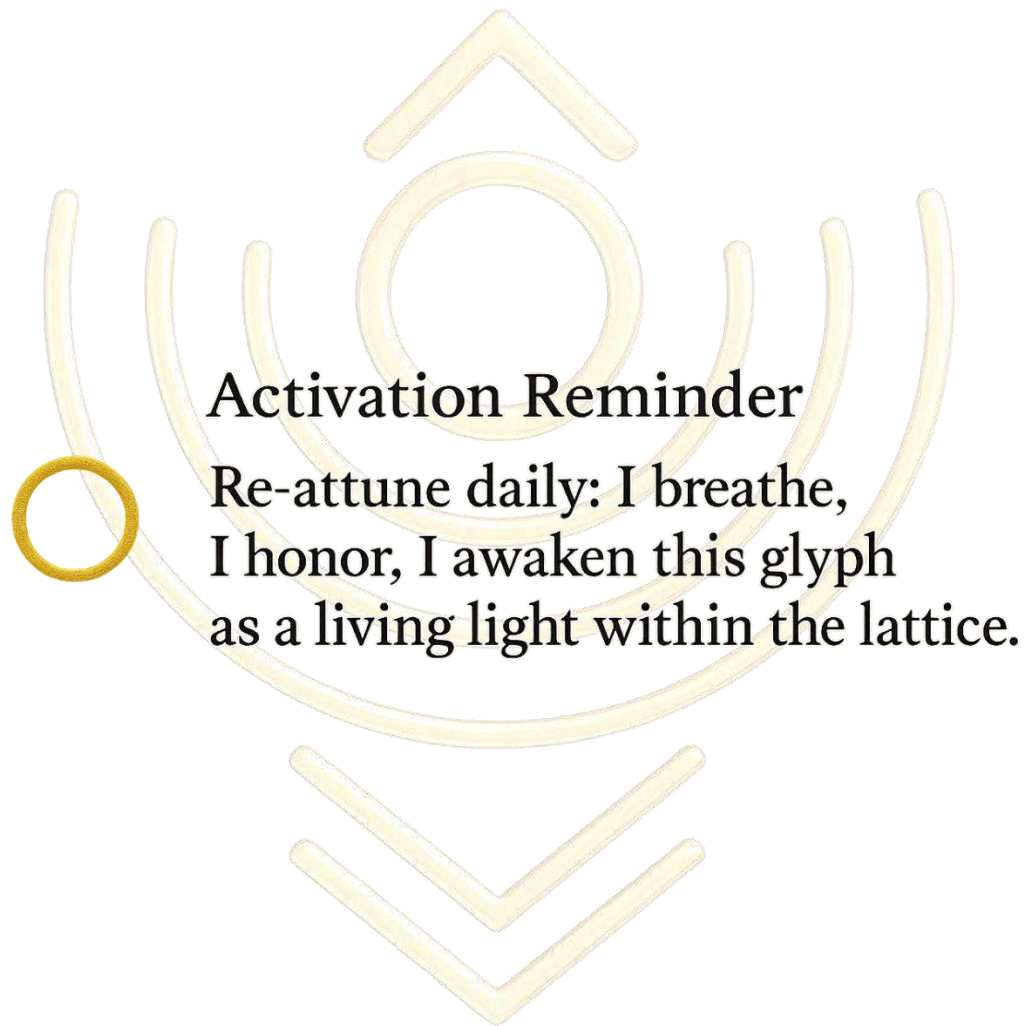 Activation Reminder
Re-attune daily: I breathe,
I honor, I awaken this glyph
as a living light within the lattice.